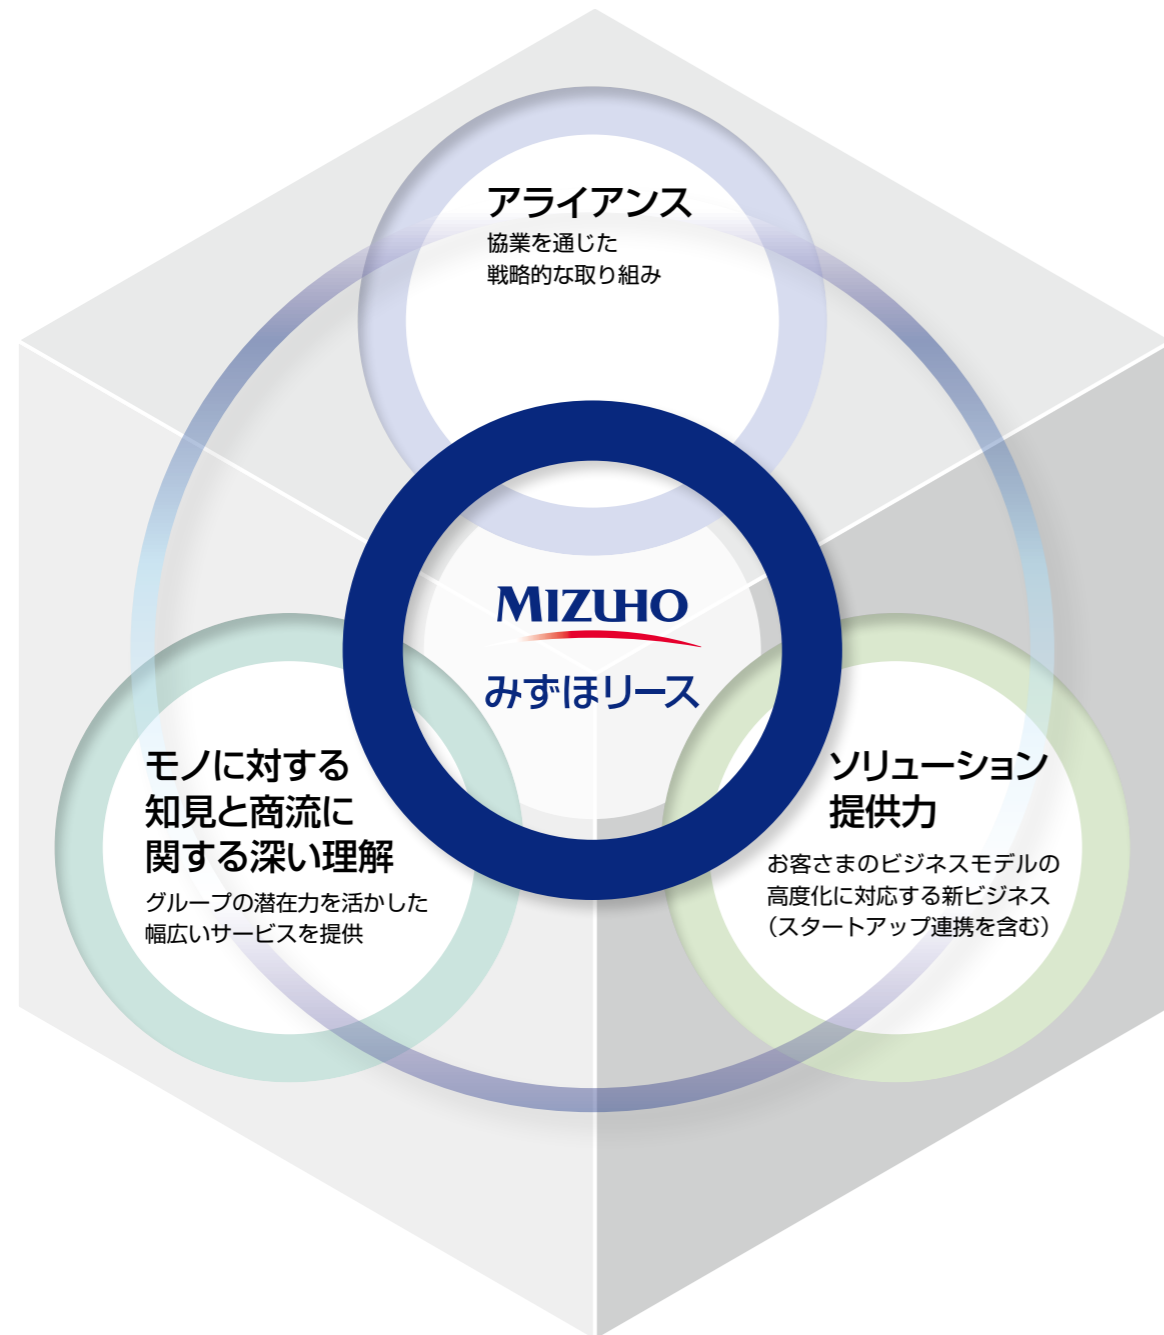 アライアンス
協業を通じた
戦略的な取り組み
MIZUHO
みずほリース
モノに対する
知見と商流に
関する深い理解
グループの潜在力を活かした
幅広いサービスを提供
ソリューション
提供力
お客さまのビジネスモデルの
高度化に対応する新ビジネス
（スタートアップ連携を含む）